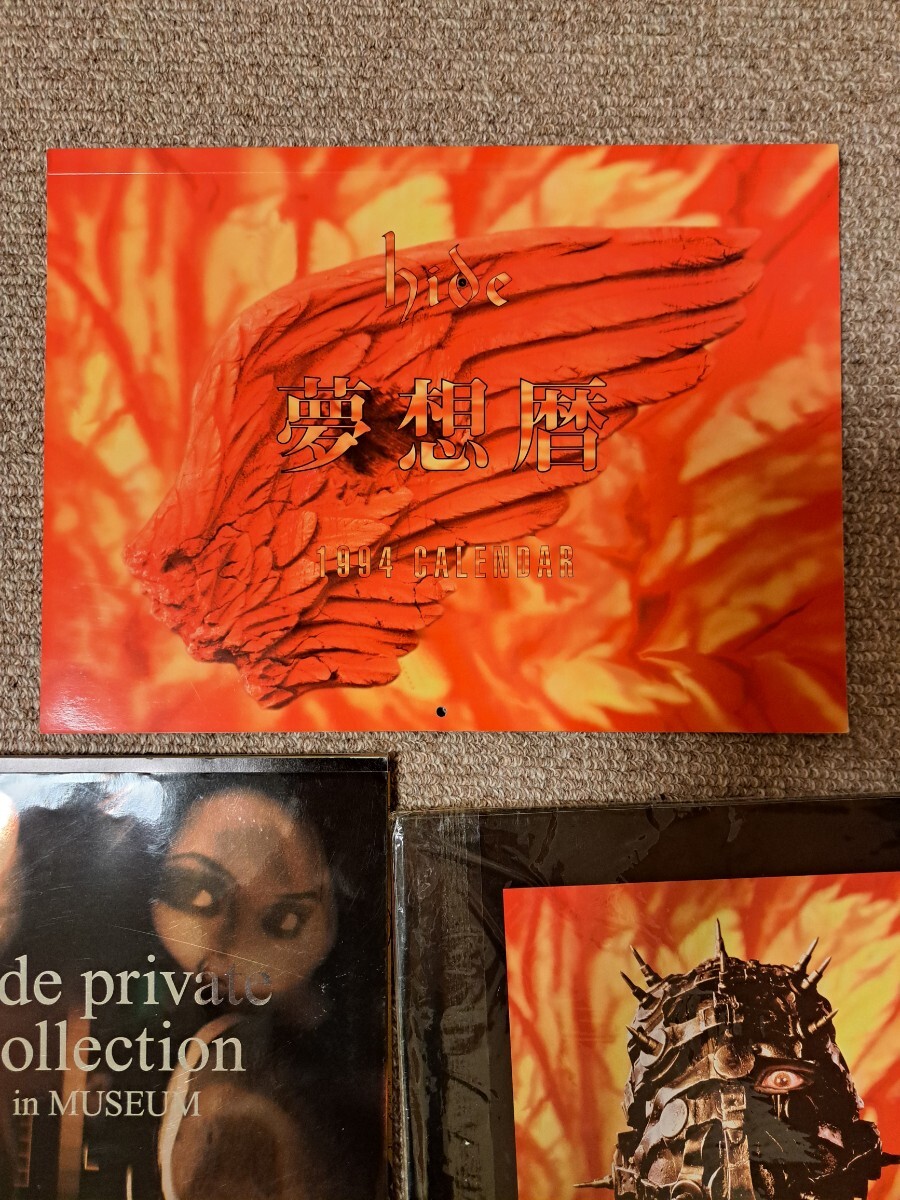 hide
夢想暦
1994 CALENDAR
de private
ollection
in MUSEUM